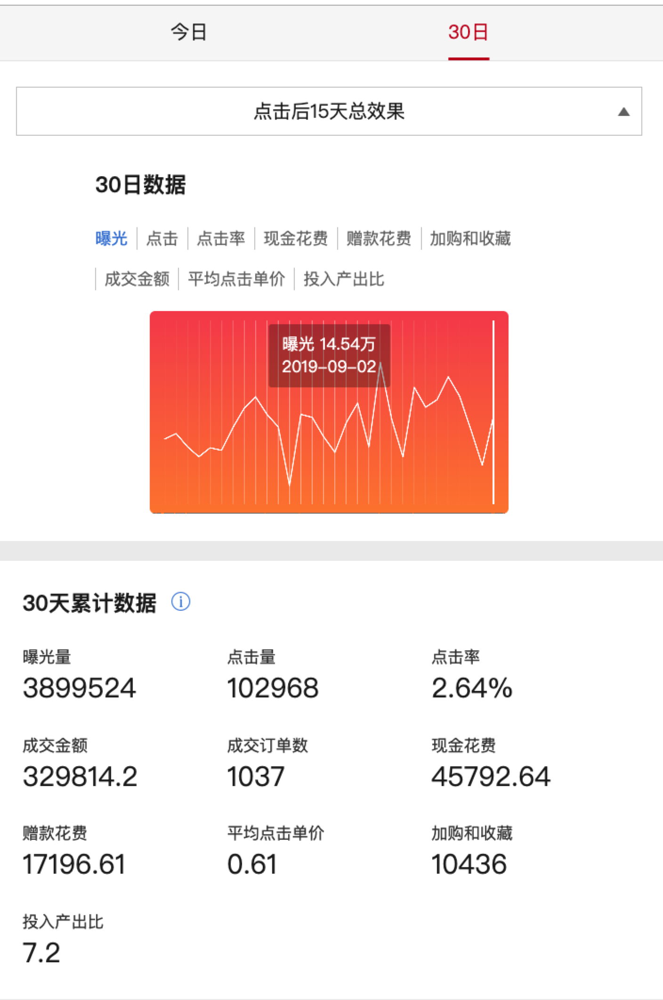 今日 30日
点击后15天总效果
30日数据
曝光 点击 点击率 现金花费 赠款花费 加购和收藏
成交金额 平均点击单价 投入产出比
曝光 14.54万
2019-09-02
30天累计数据
曝光量 点击量 点击率
3899524 102968 2.64%
成交金额 成交订单数 现金花费
329814.2 1037 45792.64
赠款花费 平均点击单价 加购和收藏
17196.61 0.61 10436
投入产出比
7.2